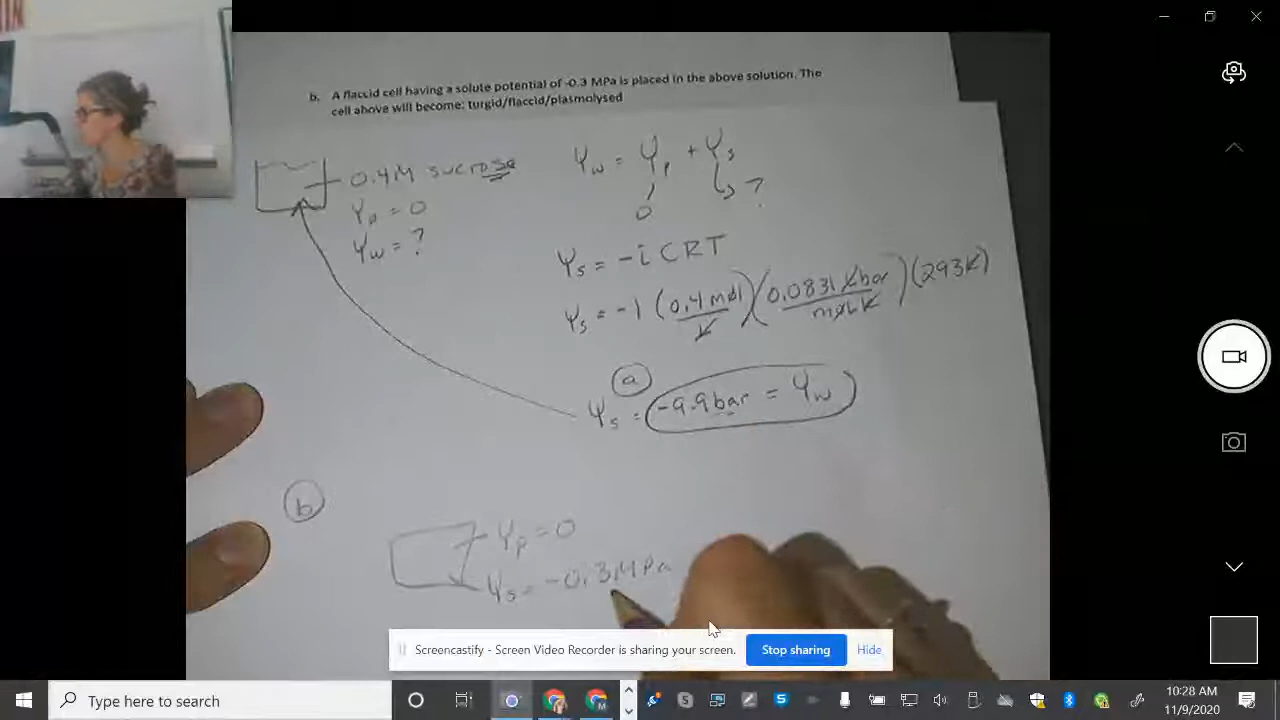 b. A flaccid cell having a solute potential of -0.3 MPa is placed in the above solution. The
cell above will become: turgid/flaccid/plasmolysed
0.4M sucrose
Ψp = 0
Ψw = ?
Ψw = Ψp + Ψs
0
?
Ψs = -iCRT
Ψs = -1 (0.4 mol/L)(0.0831 L bar/mol K)(293K)
a
Ψs = -9.9 bar = Ψw
b
Ψp = 0
Ψs = -0.3 MPa
Screencastify - Screen Video Recorder is sharing your screen.
Stop sharing
Hide
Type here to search
10:28 AM
11/9/2020